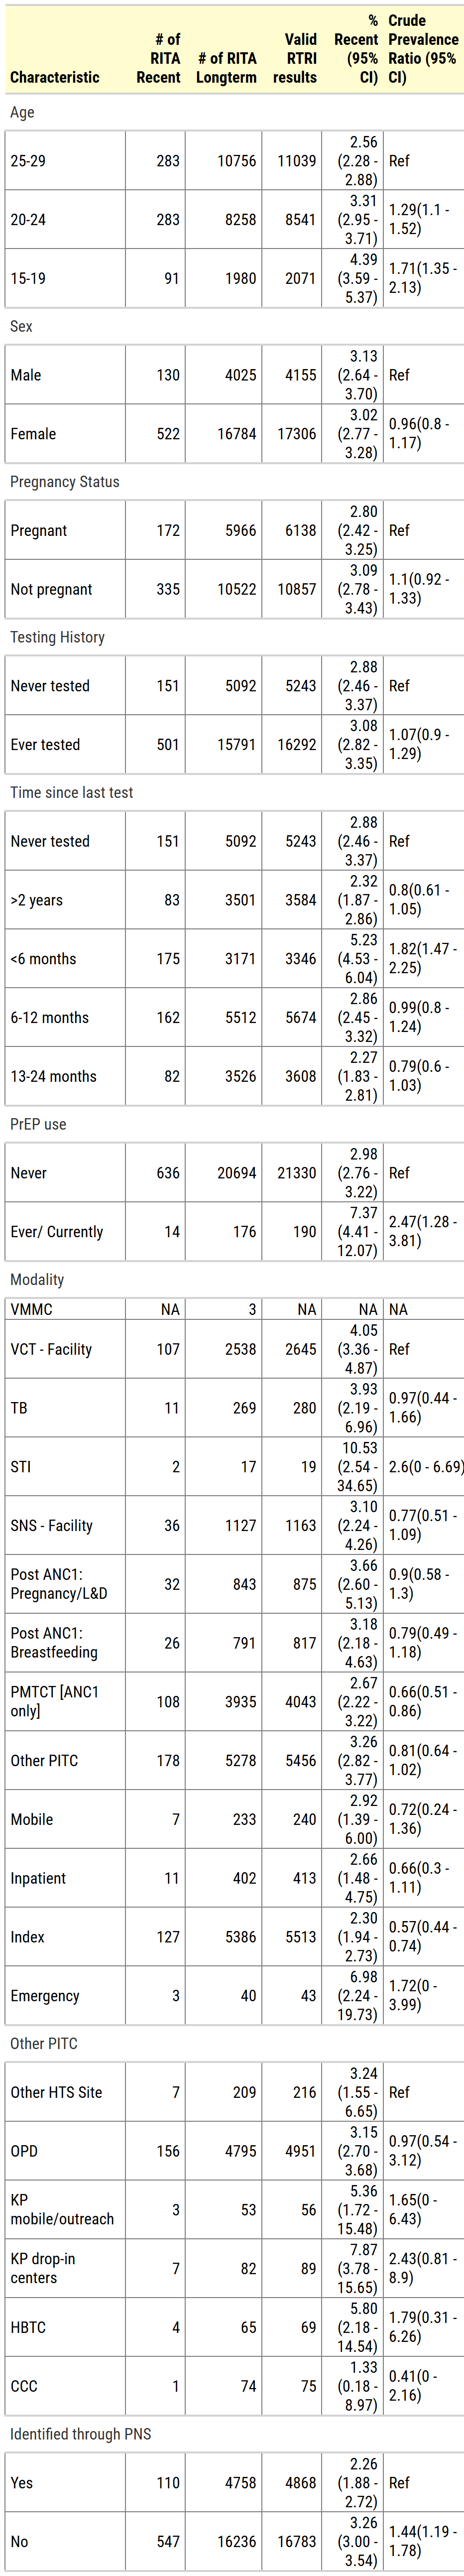 Characteristic # of RITA Recent # of RITA Longterm Valid RTRI results % Recent (95% CI) Crude Prevalence Ratio (95% CI)
Age
25-29 283 10756 11039 2.56 (2.28 - 2.88) Ref
20-24 283 8258 8541 3.31 (2.95 - 3.71) 1.29(1.1 - 1.52)
15-19 91 1980 2071 4.39 (3.59 - 5.37) 1.71(1.35 - 2.13)
Sex
Male 130 4025 4155 3.13 (2.64 - 3.70) Ref
Female 522 16784 17306 3.02 (2.77 - 3.28) 0.96(0.8 - 1.17)
Pregnancy Status
Pregnant 172 5966 6138 2.80 (2.42 - 3.25) Ref
Not pregnant 335 10522 10857 3.09 (2.78 - 3.43) 1.1(0.92 - 1.33)
Testing History
Never tested 151 5092 5243 2.88 (2.46 - 3.37) Ref
Ever tested 501 15791 16292 3.08 (2.82 - 3.35) 1.07(0.9 - 1.29)
Time since last test
Never tested 151 5092 5243 2.88 (2.46 - 3.37) Ref
>2 years 83 3501 3584 2.32 (1.87 - 2.86) 0.8(0.61 - 1.05)
<6 months 175 3171 3346 5.23 (4.53 - 6.04) 1.82(1.47 - 2.25)
6-12 months 162 5512 5674 2.86 (2.45 - 3.32) 0.99(0.8 - 1.24)
13-24 months 82 3526 3608 2.27 (1.83 - 2.81) 0.79(0.6 - 1.03)
PrEP use
Never 636 20694 21330 2.98 (2.76 - 3.22) Ref
Ever/ Currently 14 176 190 7.37 (4.41 - 12.07) 2.47(1.28 - 3.81)
Modality
VMMC NA 3 NA NA NA
VCT - Facility 107 2538 2645 4.05 (3.36 - 4.87) Ref
TB 11 269 280 3.93 (2.19 - 6.96) 0.97(0.44 - 1.66)
STI 2 17 19 10.53 (2.54 - 34.65) 2.6(0 - 6.69)
SNS - Facility 36 1127 1163 3.10 (2.24 - 4.26) 0.77(0.51 - 1.09)
Post ANC1: Pregnancy/L&D 32 843 875 3.66 (2.60 - 5.13) 0.9(0.58 - 1.3)
Post ANC1: Breastfeeding 26 791 817 3.18 (2.18 - 4.63) 0.79(0.49 - 1.18)
PMTCT [ANC1 only] 108 3935 4043 2.67 (2.22 - 3.22) 0.66(0.51 - 0.86)
Other PITC 178 5278 5456 3.26 (2.82 - 3.77) 0.81(0.64 - 1.02)
Mobile 7 233 240 2.92 (1.39 - 6.00) 0.72(0.24 - 1.36)
Inpatient 11 402 413 2.66 (1.48 - 4.75) 0.66(0.3 - 1.11)
Index 127 5386 5513 2.30 (1.94 - 2.73) 0.57(0.44 - 0.74)
Emergency 3 40 43 6.98 (2.24 - 19.73) 1.72(0 - 3.99)
Other PITC
Other HTS Site 7 209 216 3.24 (1.55 - 6.65) Ref
OPD 156 4795 4951 3.15 (2.70 - 3.68) 0.97(0.54 - 3.12)
KP mobile/outreach 3 53 56 5.36 (1.72 - 15.48) 1.65(0 - 6.43)
KP drop-in centers 7 82 89 7.87 (3.78 - 15.65) 2.43(0.81 - 8.9)
HBTC 4 65 69 5.80 (2.18 - 14.54) 1.79(0.31 - 6.26)
CCC 1 74 75 1.33 (0.18 - 8.97) 0.41(0 - 2.16)
Identified through PNS
Yes 110 4758 4868 2.26 (1.88 - 2.72) Ref
No 547 16236 16783 3.26 (3.00 - 3.54) 1.44(1.19 - 1.78)